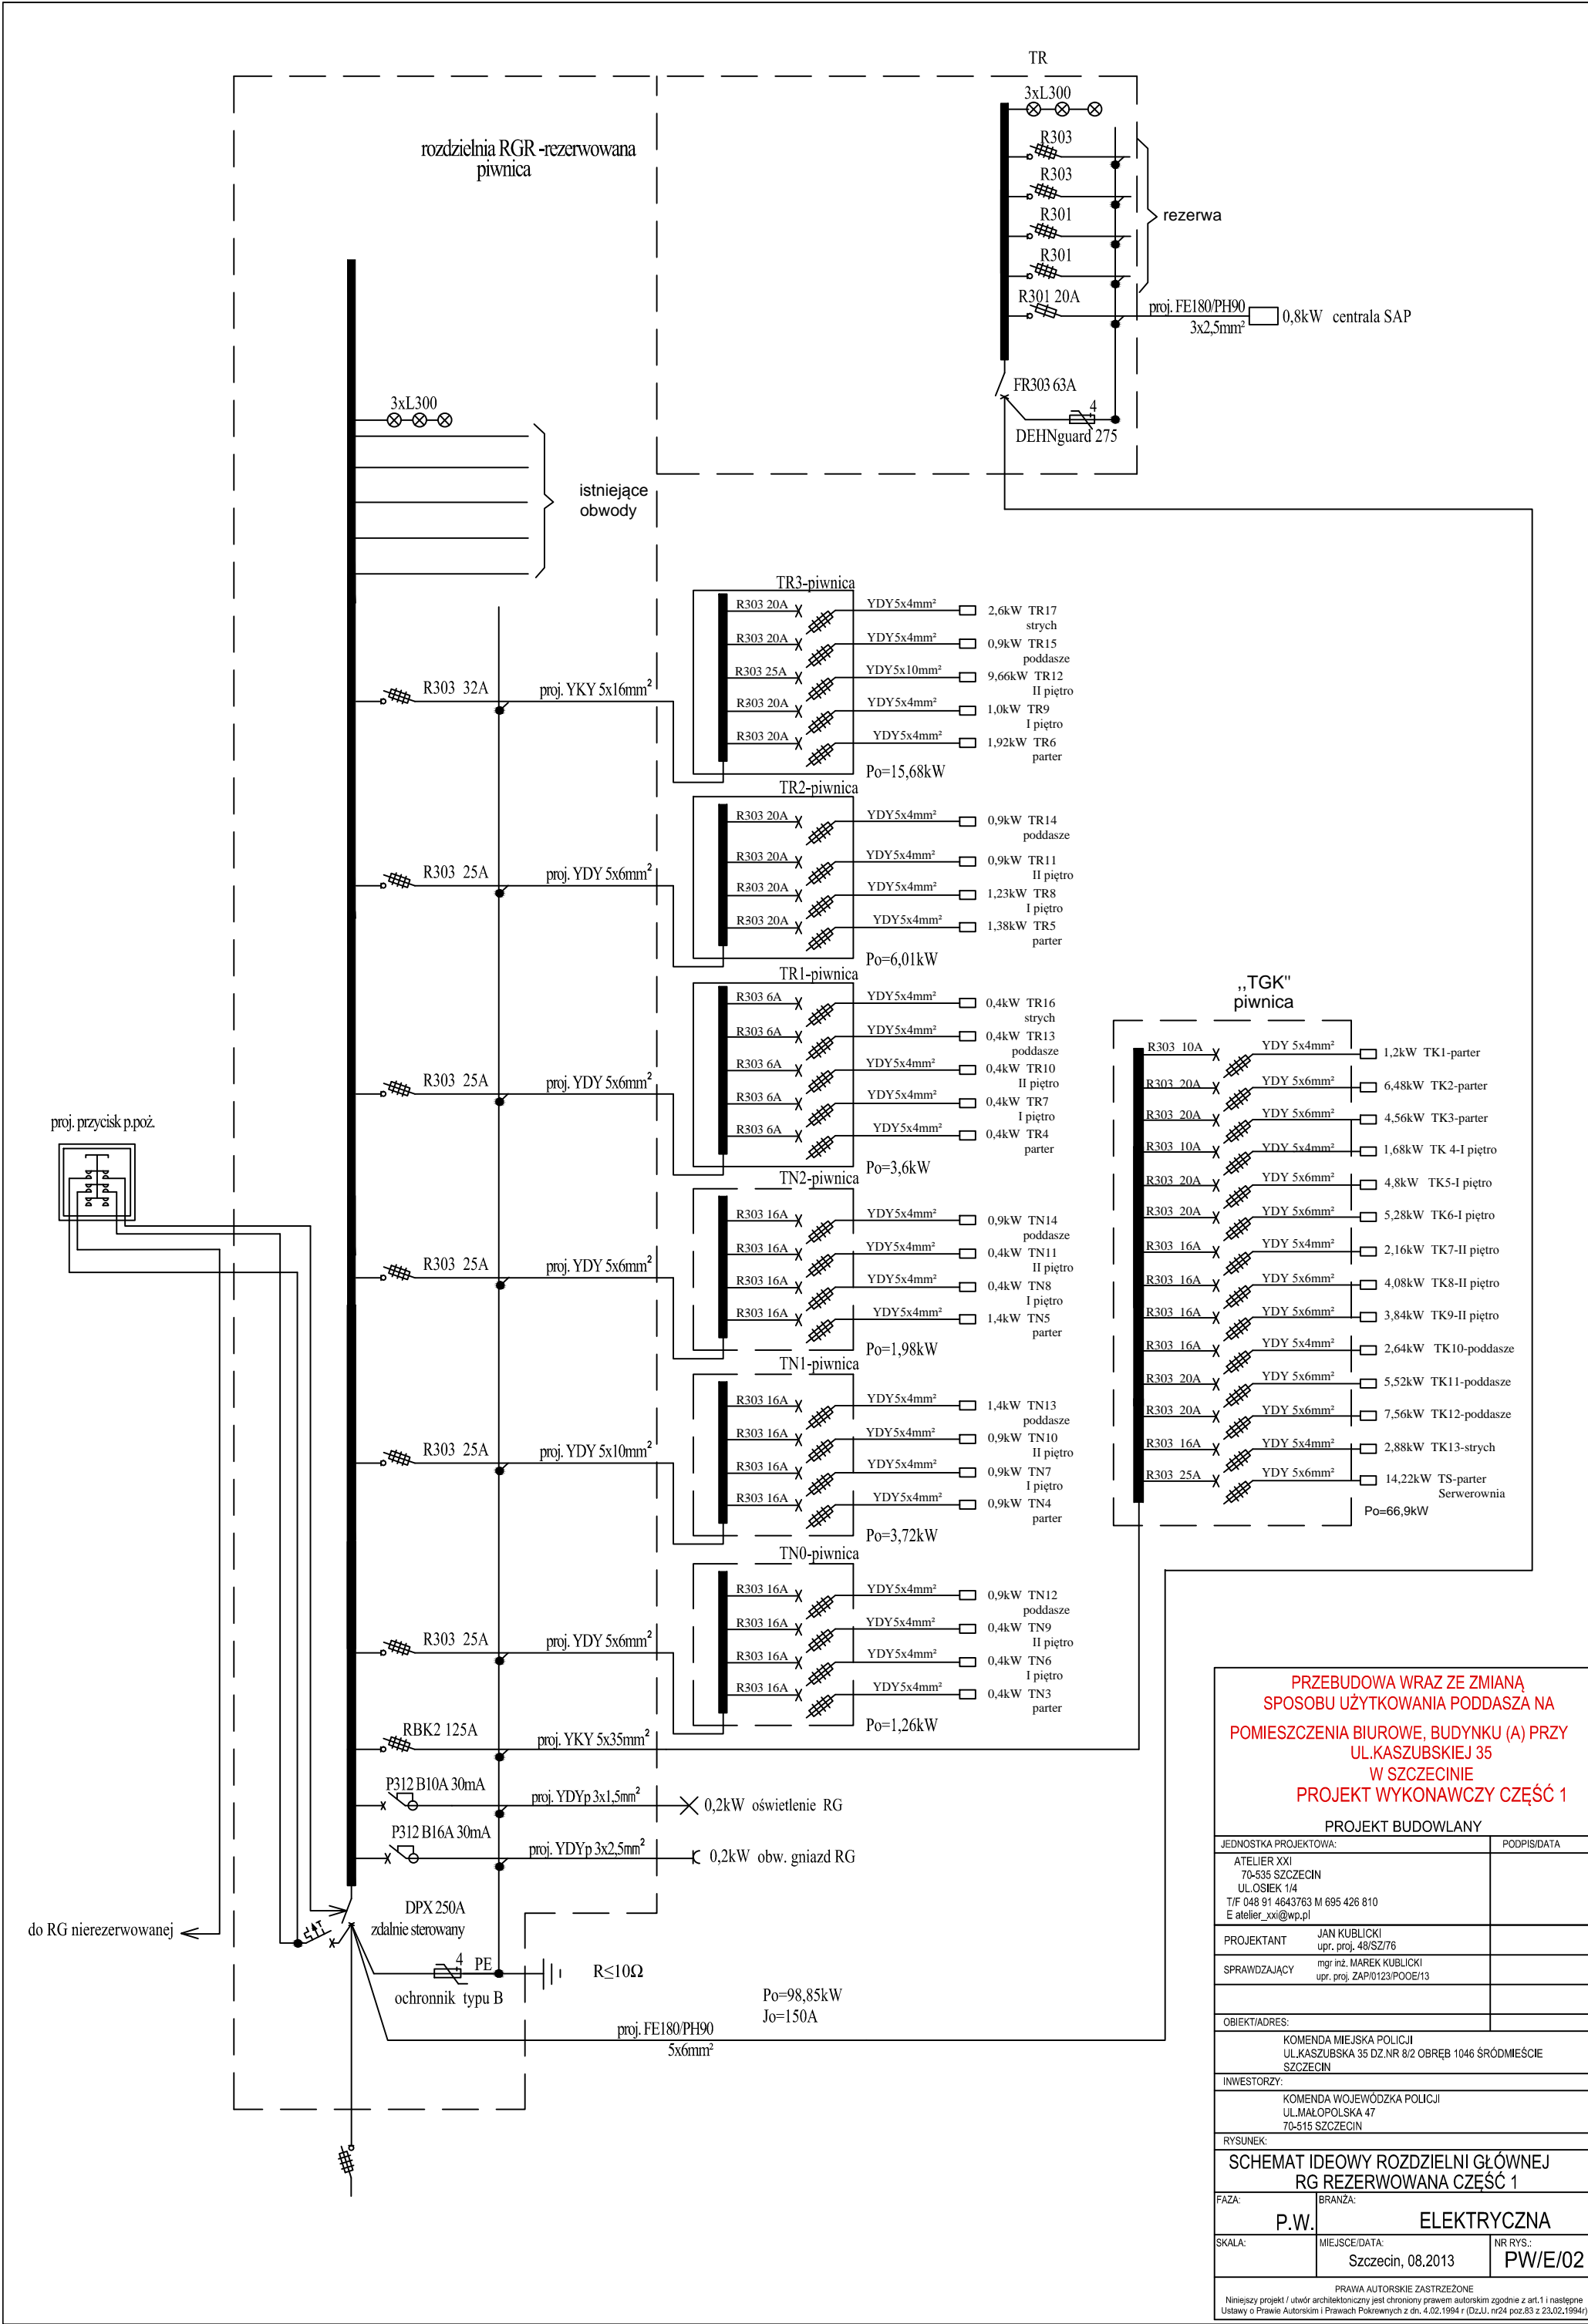 TR
3xL300
R303
R303
R301
R301
rezerwa
R301 20A
proj. FE180/PH90
3x2,5mm²
0,8kW centrala SAP
FR303 63A
4
DEHNguard 275
rozdzielnia RGR -rezerwowana
piwnica
3xL300
istniejące
obwody
R303 32A
proj. YKY 5x16mm²
TR3-piwnica
R303 20A YDY5x4mm² 2,6kW TR17
strych
R303 20A YDY5x4mm² 0,9kW TR15
poddasze
R303 25A YDY5x10mm² 9,66kW TR12
II piętro
R303 20A YDY5x4mm² 1,0kW TR9
I piętro
R303 20A YDY5x4mm² 1,92kW TR6
parter
Po=15,68kW
R303 25A
proj. YDY 5x6mm²
TR2-piwnica
R303 20A YDY5x4mm² 0,9kW TR14
poddasze
R303 20A YDY5x4mm² 0,9kW TR11
II piętro
R303 20A YDY5x4mm² 1,23kW TR8
I piętro
R303 20A YDY5x4mm² 1,38kW TR5
parter
Po=6,01kW
R303 25A
proj. YDY 5x6mm²
TR1-piwnica
R303 6A YDY5x4mm² 0,4kW TR16
strych
R303 6A YDY5x4mm² 0,4kW TR13
poddasze
R303 6A YDY5x4mm² 0,4kW TR10
II piętro
R303 6A YDY5x4mm² 0,4kW TR7
I piętro
R303 6A YDY5x4mm² 0,4kW TR4
parter
Po=3,6kW
proj. przycisk p.poż.
R303 25A
proj. YDY 5x6mm²
TN2-piwnica
R303 16A YDY5x4mm² 0,9kW TN14
poddasze
R303 16A YDY5x4mm² 0,4kW TN11
II piętro
R303 16A YDY5x4mm² 0,4kW TN8
I piętro
R303 16A YDY5x4mm² 1,4kW TN5
parter
Po=1,98kW
R303 25A
proj. YDY 5x10mm²
TN1-piwnica
R303 16A YDY5x4mm² 1,4kW TN13
poddasze
R303 16A YDY5x4mm² 0,9kW TN10
II piętro
R303 16A YDY5x4mm² 0,9kW TN7
I piętro
R303 16A YDY5x4mm² 0,9kW TN4
parter
Po=3,72kW
R303 25A
proj. YDY 5x6mm²
TN0-piwnica
R303 16A YDY5x4mm² 0,9kW TN12
poddasze
R303 16A YDY5x4mm² 0,4kW TN9
II piętro
R303 16A YDY5x4mm² 0,4kW TN6
I piętro
R303 16A YDY5x4mm² 0,4kW TN3
parter
Po=1,26kW
,,TGK"
piwnica
R303 10A YDY 5x4mm² 1,2kW TK1-parter
R303 20A YDY 5x6mm² 6,48kW TK2-parter
R303 20A YDY 5x6mm² 4,56kW TK3-parter
R303 10A YDY 5x4mm² 1,68kW TK 4-I piętro
R303 20A YDY 5x6mm² 4,8kW TK5-I piętro
R303 20A YDY 5x6mm² 5,28kW TK6-I piętro
R303 16A YDY 5x4mm² 2,16kW TK7-II piętro
R303 16A YDY 5x6mm² 4,08kW TK8-II piętro
R303 16A YDY 5x6mm² 3,84kW TK9-II piętro
R303 16A YDY 5x4mm² 2,64kW TK10-poddasze
R303 20A YDY 5x6mm² 5,52kW TK11-poddasze
R303 20A YDY 5x6mm² 7,56kW TK12-poddasze
R303 16A YDY 5x4mm² 2,88kW TK13-strych
R303 25A YDY 5x6mm² 14,22kW TS-parter
Serwerownia
Po=66,9kW
RBK2 125A
proj. YKY 5x35mm²
P312 B10A 30mA
proj. YDYp 3x1,5mm²
0,2kW oświetlenie RG
P312 B16A 30mA
proj. YDYp 3x2,5mm²
0,2kW obw. gniazd RG
do RG nierezerwowanej
DPX 250A
zdalnie sterowany
4 PE
ochronnik typu B
R≤10Ω
Po=98,85kW
Jo=150A
proj. FE180/PH90
5x6mm²
PRZEBUDOWA WRAZ ZE ZMIANĄ
SPOSOBU UŻYTKOWANIA PODDASZA NA
POMIESZCZENIA BIUROWE, BUDYNKU (A) PRZY
UL.KASZUBSKIEJ 35
W SZCZECINIE
PROJEKT WYKONAWCZY CZĘŚĆ 1
PROJEKT BUDOWLANY
JEDNOSTKA PROJEKTOWA: PODPIS/DATA
ATELIER XXI
70-535 SZCZECIN
UL.OSIEK 1/4
T/F 048 91 4643763 M 695 426 810
E atelier_xxi@wp.pl
PROJEKTANT JAN KUBLICKI
upr. proj. 48/SZ/76
SPRAWDZAJĄCY mgr inż. MAREK KUBLICKI
upr. proj. ZAP/0123/POOE/13
OBIEKT/ADRES:
KOMENDA MIEJSKA POLICJI
UL.KASZUBSKA 35 DZ.NR 8/2 OBRĘB 1046 ŚRÓDMIEŚCIE
SZCZECIN
INWESTORZY:
KOMENDA WOJEWÓDZKA POLICJI
UL.MAŁOPOLSKA 47
70-515 SZCZECIN
RYSUNEK:
SCHEMAT IDEOWY ROZDZIELNI GŁÓWNEJ
RG REZERWOWANA CZĘŚĆ 1
FAZA: BRANŻA:
P.W. ELEKTRYCZNA
SKALA: MIEJSCE/DATA: NR RYS.:
Szczecin, 08.2013 PW/E/02
PRAWA AUTORSKIE ZASTRZEŻONE
Niniejszy projekt / utwór architektoniczny jest chroniony prawem autorskim zgodnie z art.1 i następne
Ustawy o Prawie Autorskim i Prawach Pokrewnych z dn. 4.02.1994 r (Dz.U. nr24 poz.83 z 23.02.1994r)